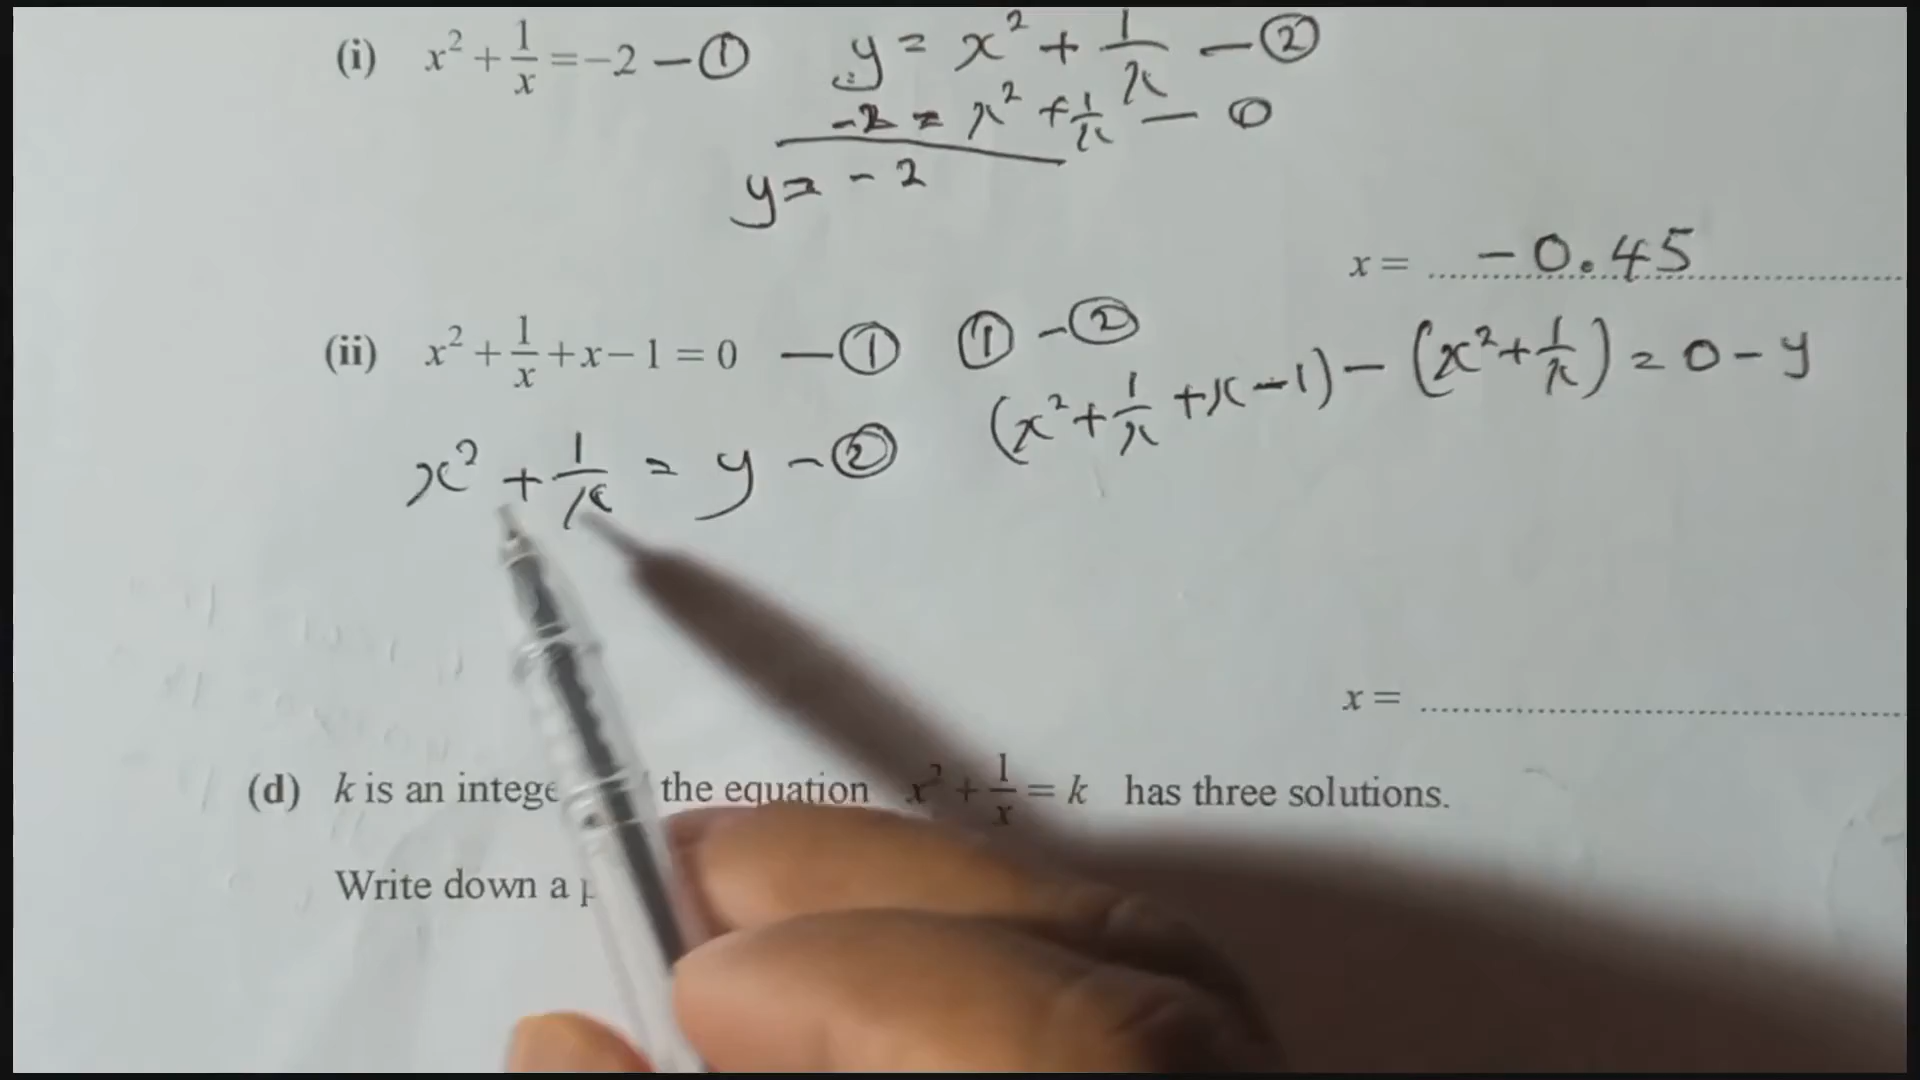 (i) x² + 1/x = -2 — ① y = x² + 1/x — ②
-2 = x² + 1/x — ①
y = -2
x = -0.45
(ii) x² + 1/x + x - 1 = 0 — ① ① - ②
(x² + 1/x + x - 1) - (x² + 1/x) = 0 - y
x² + 1/x = y - ②
x =
(d) k is an intege the equation x² + 1/x = k has three solutions.
Write down a